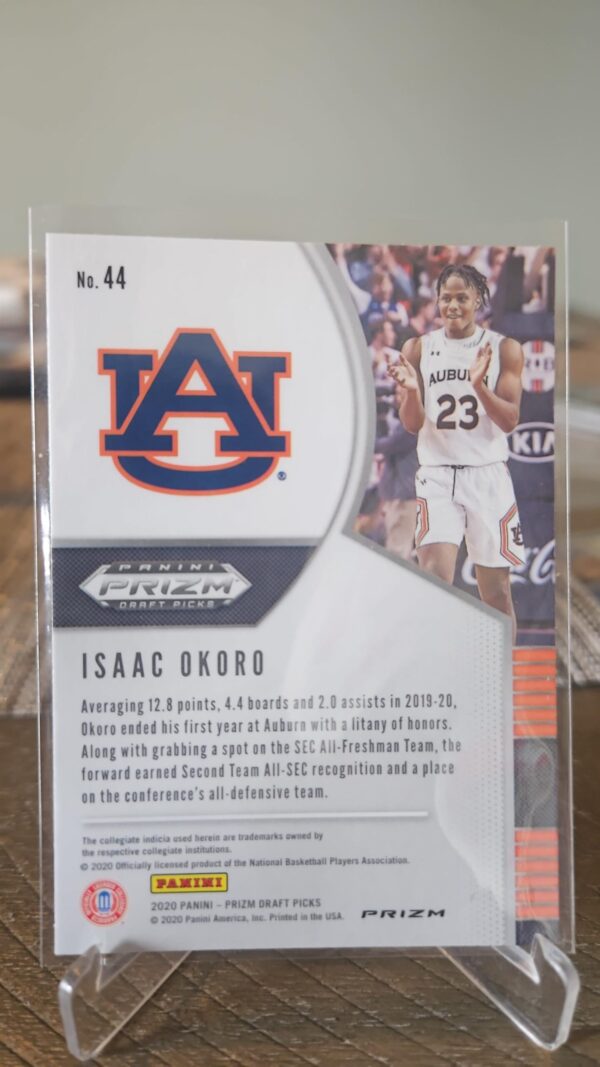 No. 44
AU
®
AUBURN
23
KIA
Coca-Cola
PANINI
PRIZM
DRAFT PICKS
ISAAC OKORO
Averaging 12.8 points, 4.4 boards and 2.0 assists in 2019-20,
Okoro ended his first year at Auburn with a litany of honors.
Along with grabbing a spot on the SEC All-Freshman Team, the
forward earned Second Team All-SEC recognition and a place
on the conference's all-defensive team.
The collegiate indicia used herein are trademarks owned by
the respective collegiate institutions.
© 2020 Officially licensed product of the National Basketball Players Association.
PANINI
2020 PANINI – PRIZM DRAFT PICKS
© 2020 Panini America, Inc. Printed in the USA.
PRIZM